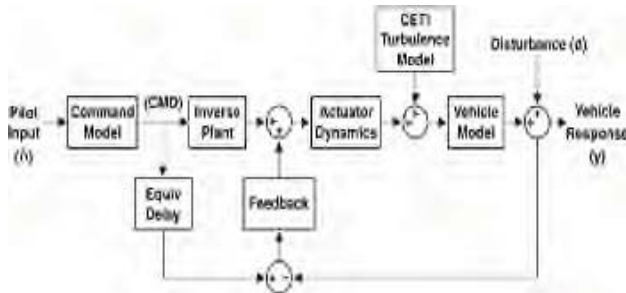 CETI
Turbulence
Model
Disturbance (d)
Pilot
Input
Command
Model
(CMD)
Inverse
Plant
Actuator
Dynamics
Vehicle
Model
Vehicle
Response
(y)
Equiv
Delay
Feedback